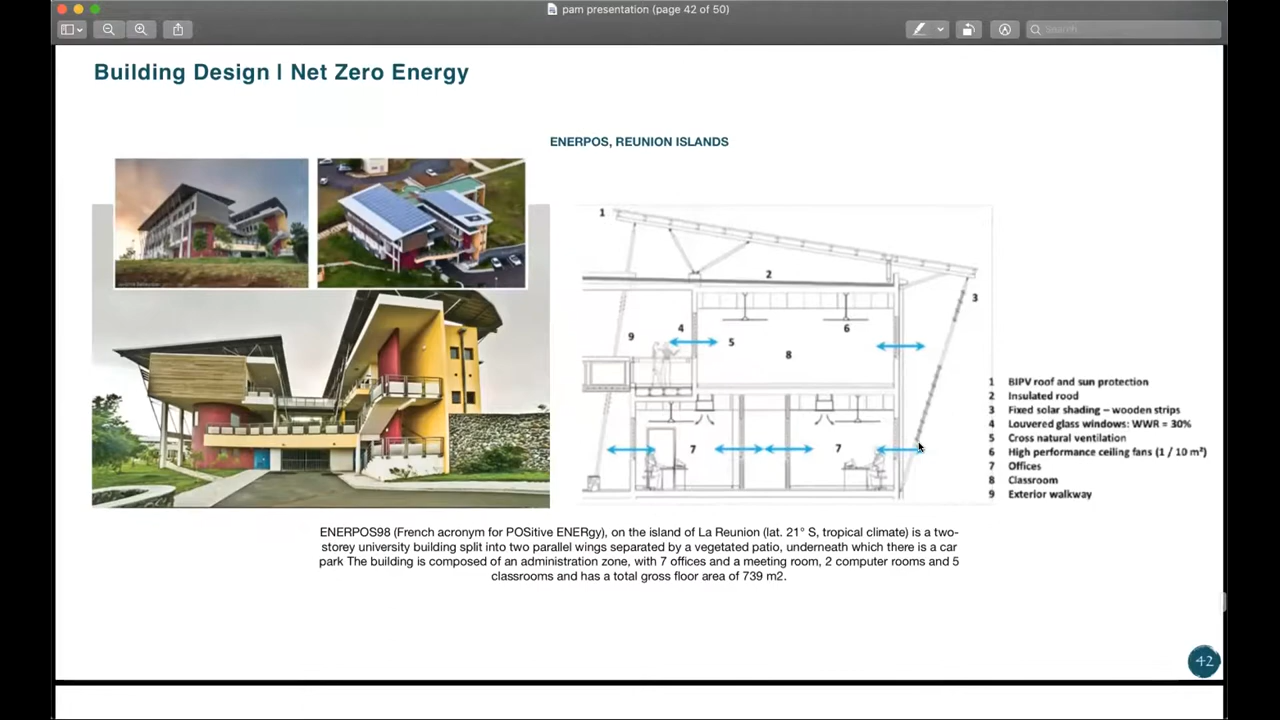 pam presentation (page 42 of 50)
Search
Building Design | Net Zero Energy
ENERPOS, REUNION ISLANDS
1
2
3
4
5
6
8
9
7
7
1 BIPV roof and sun protection
2 Insulated rood
3 Fixed solar shading – wooden strips
4 Louvered glass windows: WWR = 30%
5 Cross natural ventilation
6 High performance ceiling fans (1 / 10 m²)
7 Offices
8 Classroom
9 Exterior walkway
ENERPOS98 (French acronym for POSitive ENERgy), on the island of La Reunion (lat. 21° S, tropical climate) is a two-
storey university building split into two parallel wings separated by a vegetated patio, underneath which there is a car
park The building is composed of an administration zone, with 7 offices and a meeting room, 2 computer rooms and 5
classrooms and has a total gross floor area of 739 m2.
42